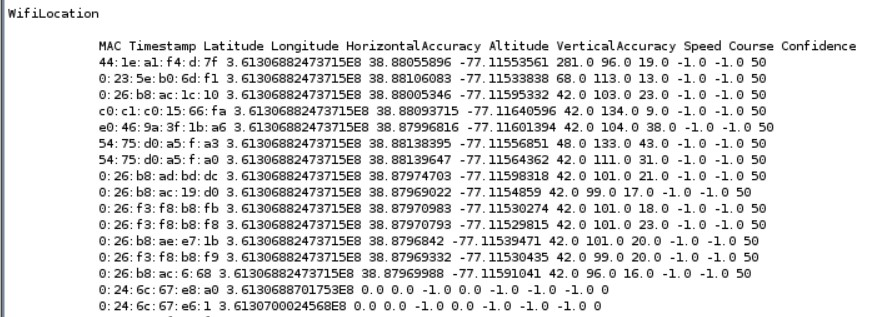 WifiLocation
MAC Timestamp Latitude Longitude HorizontalAccuracy Altitude VerticalAccuracy Speed Course Confidence
44:1e:a1:f4:d:7f 3.61306882473715E8 38.88055896 -77.11553561 281.0 96.0 19.0 -1.0 -1.0 50
0:23:5e:b0:6d:f1 3.61306882473715E8 38.88106083 -77.11533838 68.0 113.0 13.0 -1.0 -1.0 50
0:26:b8:ac:1c:10 3.61306882473715E8 38.88005346 -77.11595332 42.0 103.0 23.0 -1.0 -1.0 50
c0:c1:c0:15:66:fa 3.61306882473715E8 38.88093715 -77.11640596 42.0 134.0 9.0 -1.0 -1.0 50
e0:46:9a:3f:1b:a6 3.61306882473715E8 38.87996816 -77.11601394 42.0 104.0 38.0 -1.0 -1.0 50
54:75:d0:a5:f:a3 3.61306882473715E8 38.88138395 -77.11556851 48.0 133.0 43.0 -1.0 -1.0 50
54:75:d0:a5:f:a0 3.61306882473715E8 38.88139647 -77.11564362 42.0 111.0 31.0 -1.0 -1.0 50
0:26:b8:ad:bd:dc 3.61306882473715E8 38.87974703 -77.11598318 42.0 101.0 21.0 -1.0 -1.0 50
0:26:b8:ac:19:d0 3.61306882473715E8 38.87969022 -77.1154859 42.0 99.0 17.0 -1.0 -1.0 50
0:26:f3:f8:b8:fb 3.61306882473715E8 38.87970983 -77.11530274 42.0 101.0 18.0 -1.0 -1.0 50
0:26:f3:f8:b8:f8 3.61306882473715E8 38.87970793 -77.11529815 42.0 101.0 23.0 -1.0 -1.0 50
0:26:b8:ae:e7:1b 3.61306882473715E8 38.8796842 -77.11539471 42.0 101.0 20.0 -1.0 -1.0 50
0:26:f3:f8:b8:f9 3.61306882473715E8 38.87969332 -77.11530435 42.0 99.0 20.0 -1.0 -1.0 50
0:26:b8:ac:6:68 3.61306882473715E8 38.87969988 -77.11591041 42.0 96.0 16.0 -1.0 -1.0 50
0:24:6c:67:e8:a0 3.6130688701753E8 0.0 0.0 -1.0 0.0 -1.0 -1.0 -1.0 0
0:24:6c:67:e6:1 3.6130700024568E8 0.0 0.0 -1.0 0.0 -1.0 -1.0 -1.0 0